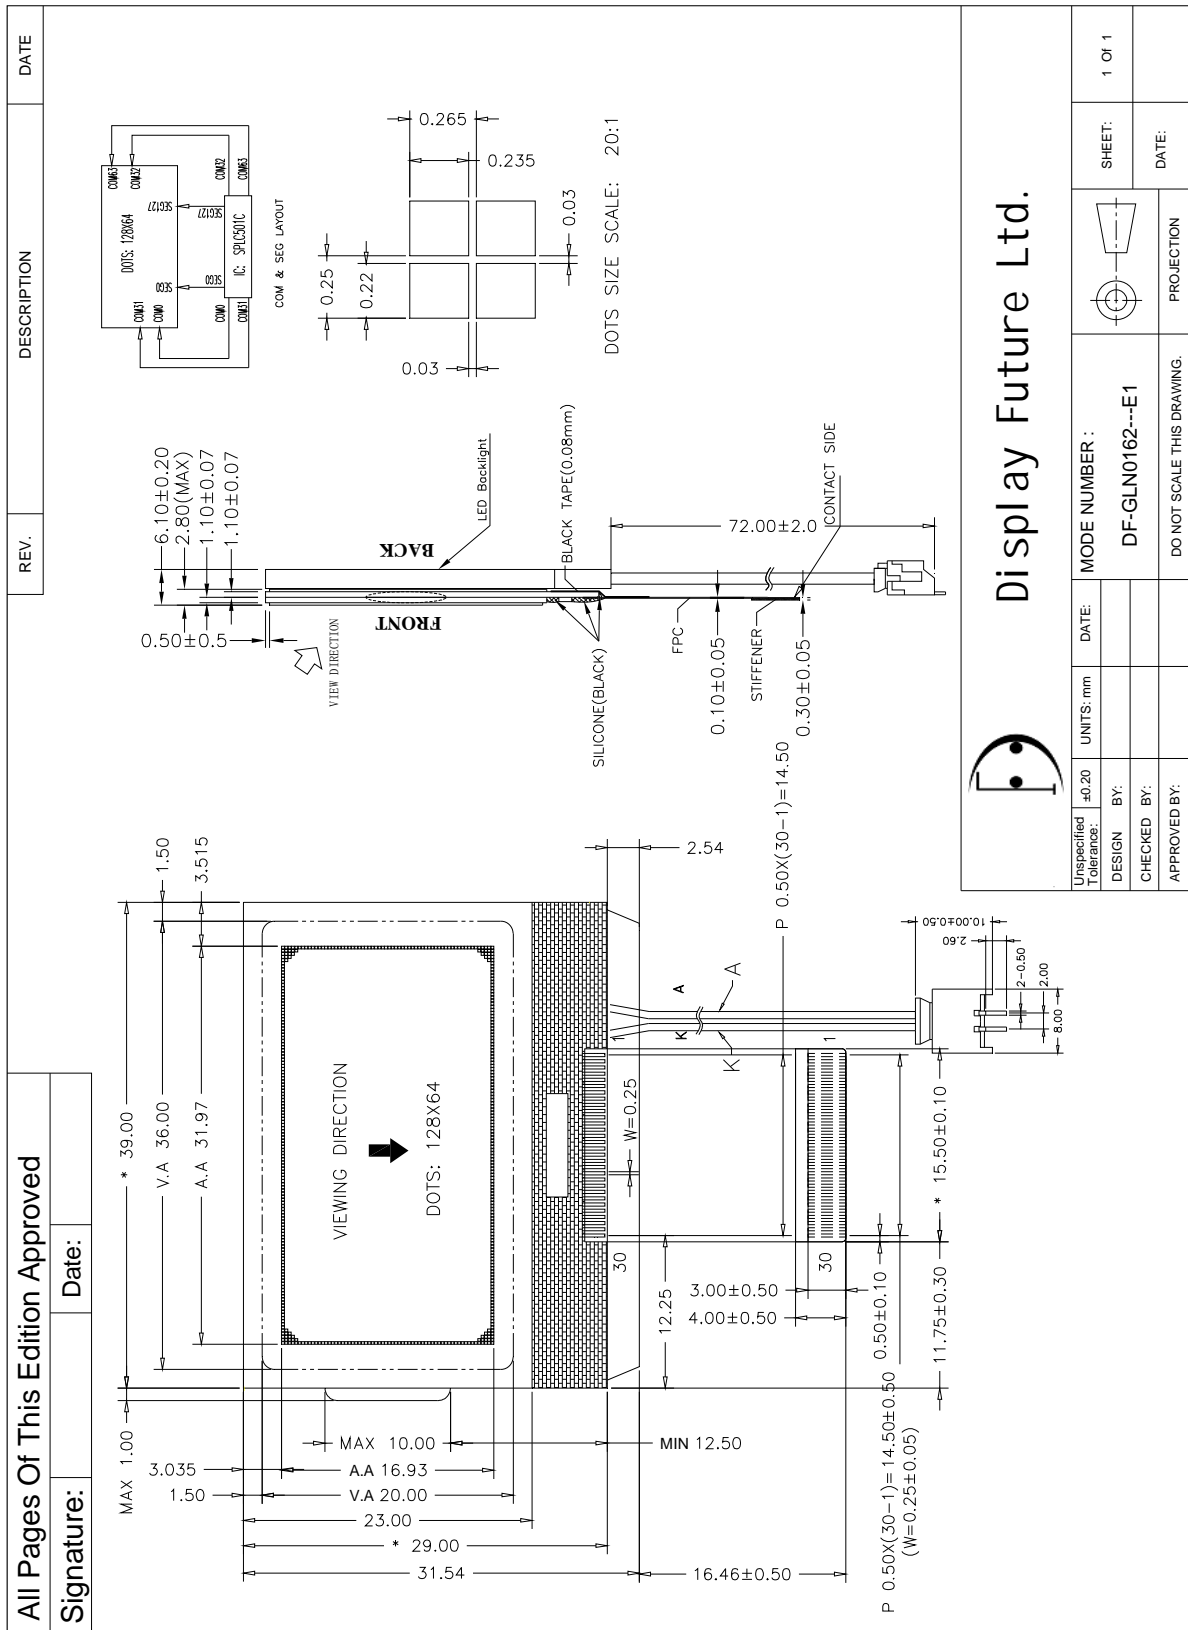 All Pages Of This Edition Approved
Signature:
Date:
REV.
DESCRIPTION
DATE
MAX 1.00
* 39.00
1.50
V.A 36.00
3.515
A.A 31.97
VIEWING DIRECTION
DOTS: 128X64
3.035
1.50
MAX 10.00
MIN 12.50
A.A 16.93
V.A 20.00
23.00
* 29.00
31.54
16.46±0.50
12.25
30
1
W=0.25
2.54
K
A
K
A
P 0.50X(30-1)=14.50
30
1
3.00±0.50
4.00±0.50
0.50±0.10
11.75±0.30
* 15.50±0.10
P 0.50X(30-1)=14.50±0.50
(W=0.25±0.05)
10.00±0.50
2.60
2-0.50
2.00
8.00
6.10±0.20
2.80(MAX)
1.10±0.07
1.10±0.07
0.50±0.5
VIEW DIRECTION
FRONT
BACK
LED Backlight
BLACK TAPE(0.08mm)
SILICONE(BLACK)
FPC
0.10±0.05
STIFFENER
0.30±0.05
CONTACT SIDE
72.00±2.0
DOTS: 128X64
COM31
COM0
SEG0
SEG127
COM32
COM63
COM0
COM31
SEG0
SEG127
COM32
COM63
IC: SPLC501C
COM & SEG LAYOUT
0.25
0.22
0.03
0.265
0.235
0.03
DOTS SIZE SCALE: 20:1
Display Future Ltd.
Unspecified
Tolerance:
±0.20
UNITS: mm
DATE:
MODE NUMBER :
DF-GLN0162---E1
SHEET:
1 Of 1
DESIGN BY:
CHECKED BY:
APPROVED BY:
DO NOT SCALE THIS DRAWING.
PROJECTION
DATE: